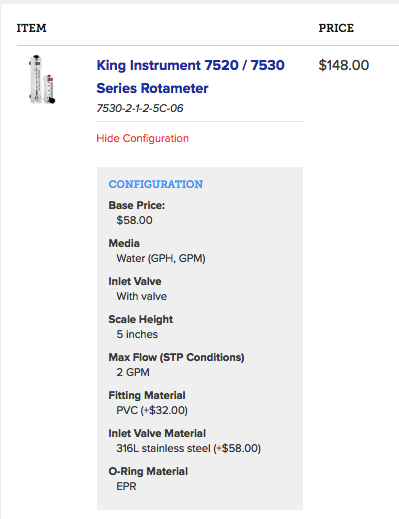 ITEM PRICE
King Instrument 7520 / 7530 $148.00
Series Rotameter
7530-2-1-2-5C-06
Hide Configuration
CONFIGURATION
Base Price:
$58.00
Media
Water (GPH, GPM)
Inlet Valve
With valve
Scale Height
5 inches
Max Flow (STP Conditions)
2 GPM
Fitting Material
PVC (+$32.00)
Inlet Valve Material
316L stainless steel (+$58.00)
O-Ring Material
EPR